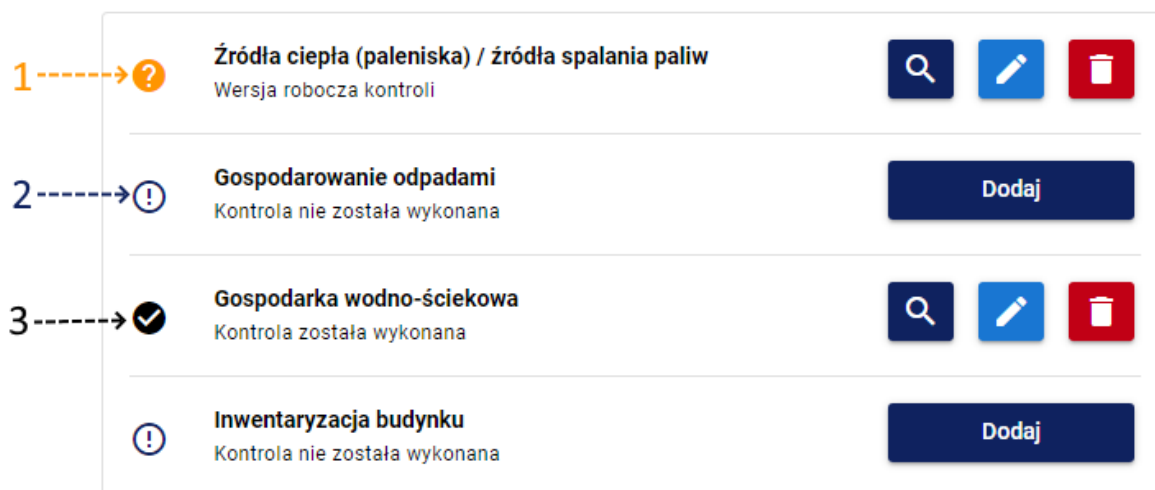 1
Źródła ciepła (paleniska) / źródła spalania paliw
Wersja robocza kontroli
2
Gospodarowanie odpadami
Kontrola nie została wykonana
Dodaj
3
Gospodarka wodno-ściekowa
Kontrola została wykonana
Inwentaryzacja budynku
Kontrola nie została wykonana
Dodaj